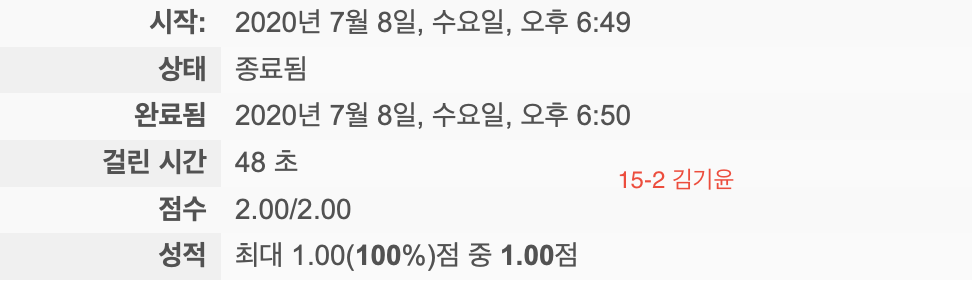 시작: 2020년 7월 8일, 수요일, 오후 6:49
상태 종료됨
완료됨 2020년 7월 8일, 수요일, 오후 6:50
걸린 시간 48 초
15-2 김기윤
점수 2.00/2.00
성적 최대 1.00(100%)점 중 1.00점